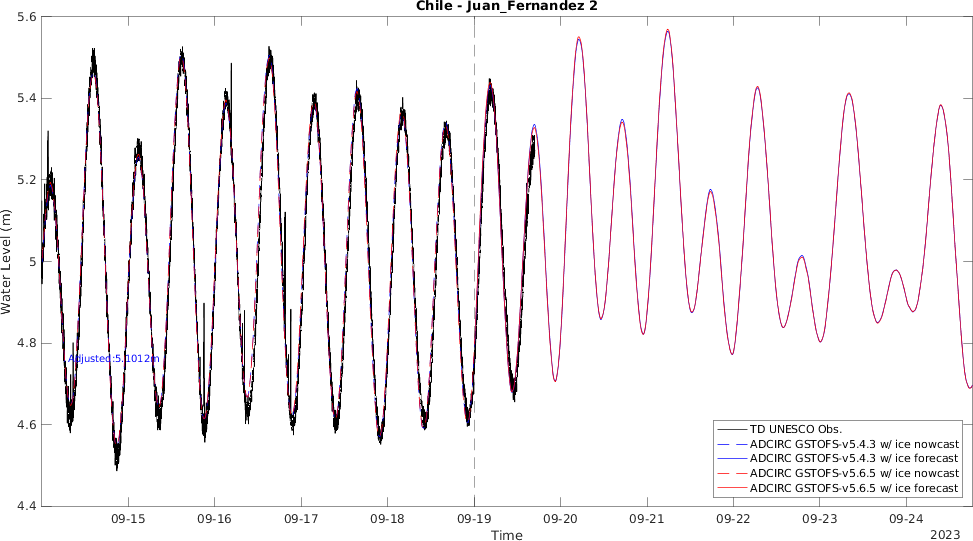 Chile - Juan_Fernandez 2
Water Level (m)
5.6
5.4
5.2
5
4.8
4.6
4.4
Adjusted:5.1012m
TD UNESCO Obs.
ADCIRC GSTOFS-v5.4.3 w/ ice nowcast
ADCIRC GSTOFS-v5.4.3 w/ ice forecast
ADCIRC GSTOFS-v5.6.5 w/ ice nowcast
ADCIRC GSTOFS-v5.6.5 w/ ice forecast
09-15 09-16 09-17 09-18 09-19 09-20 09-21 09-22 09-23 09-24
Time
2023